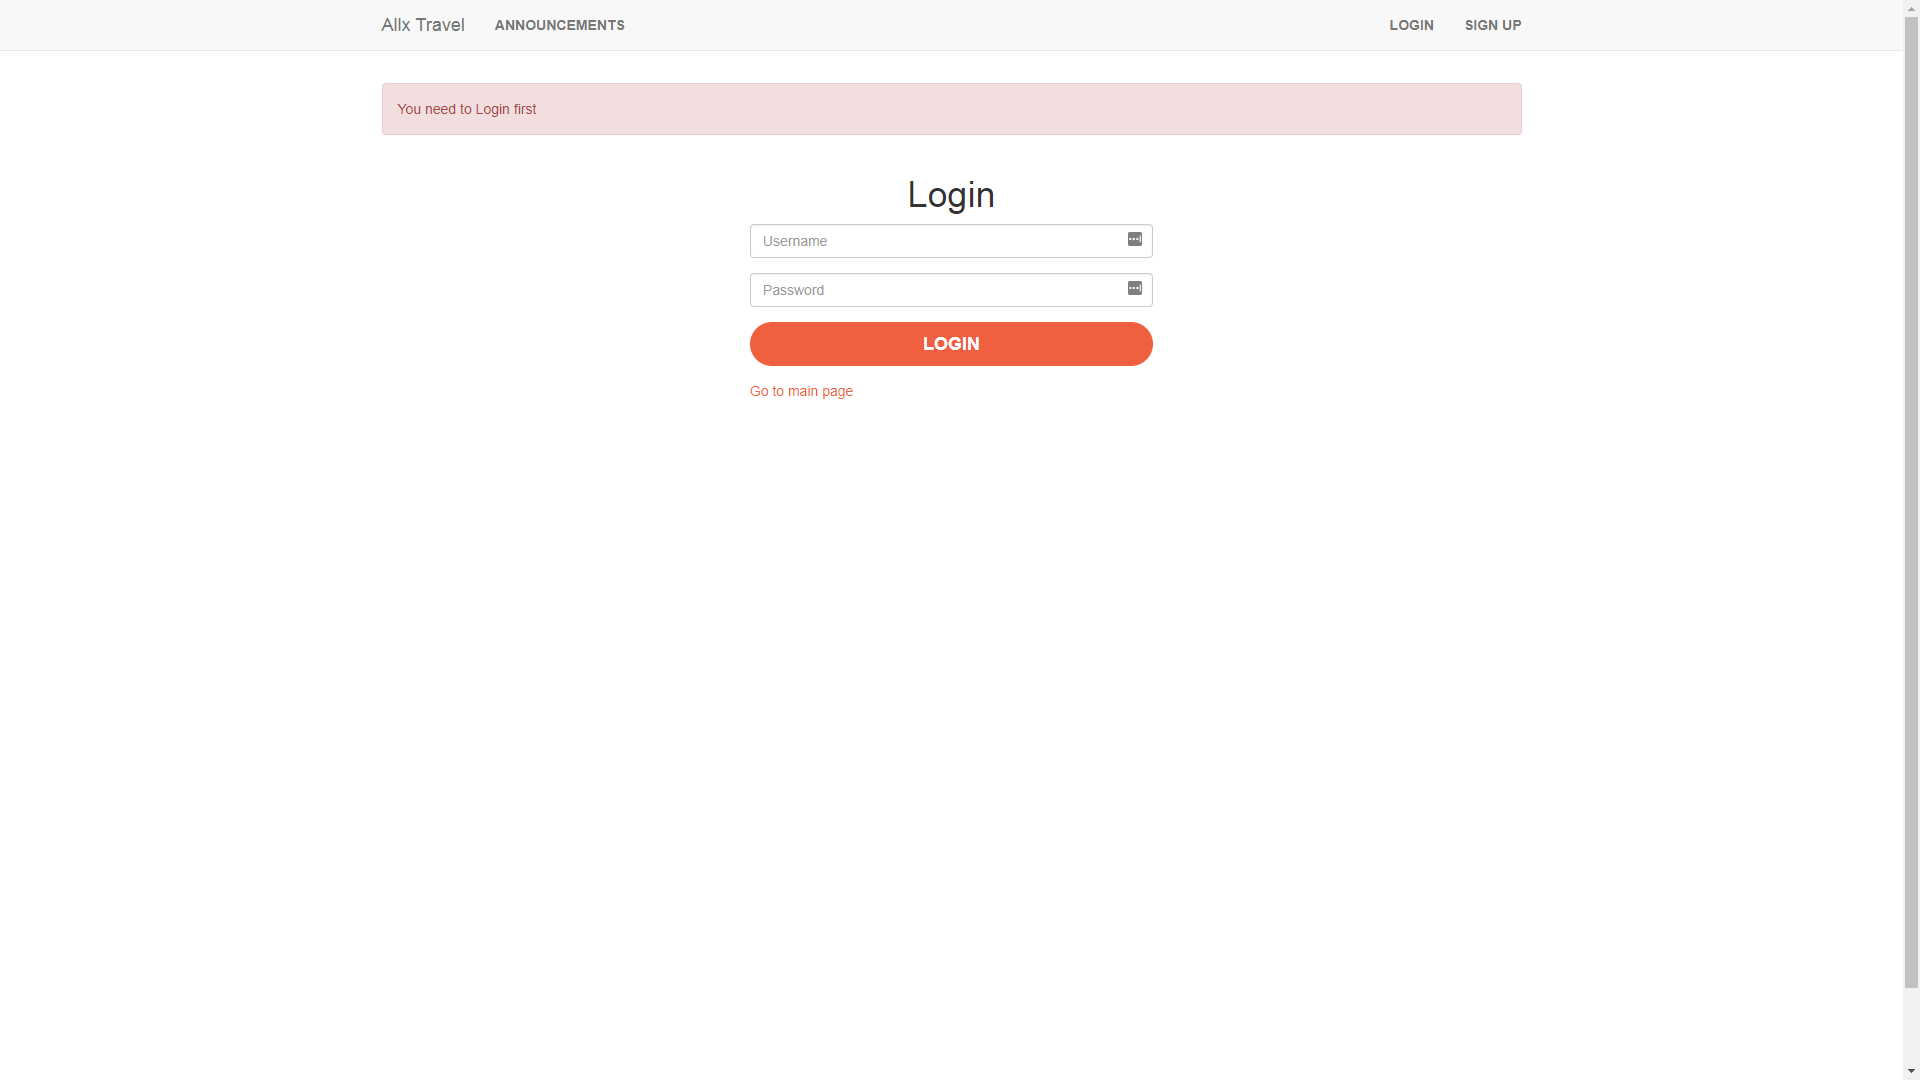 Allx Travel ANNOUNCEMENTS LOGIN SIGN UP
You need to Login first
Login
Username
Password
LOGIN
Go to main page